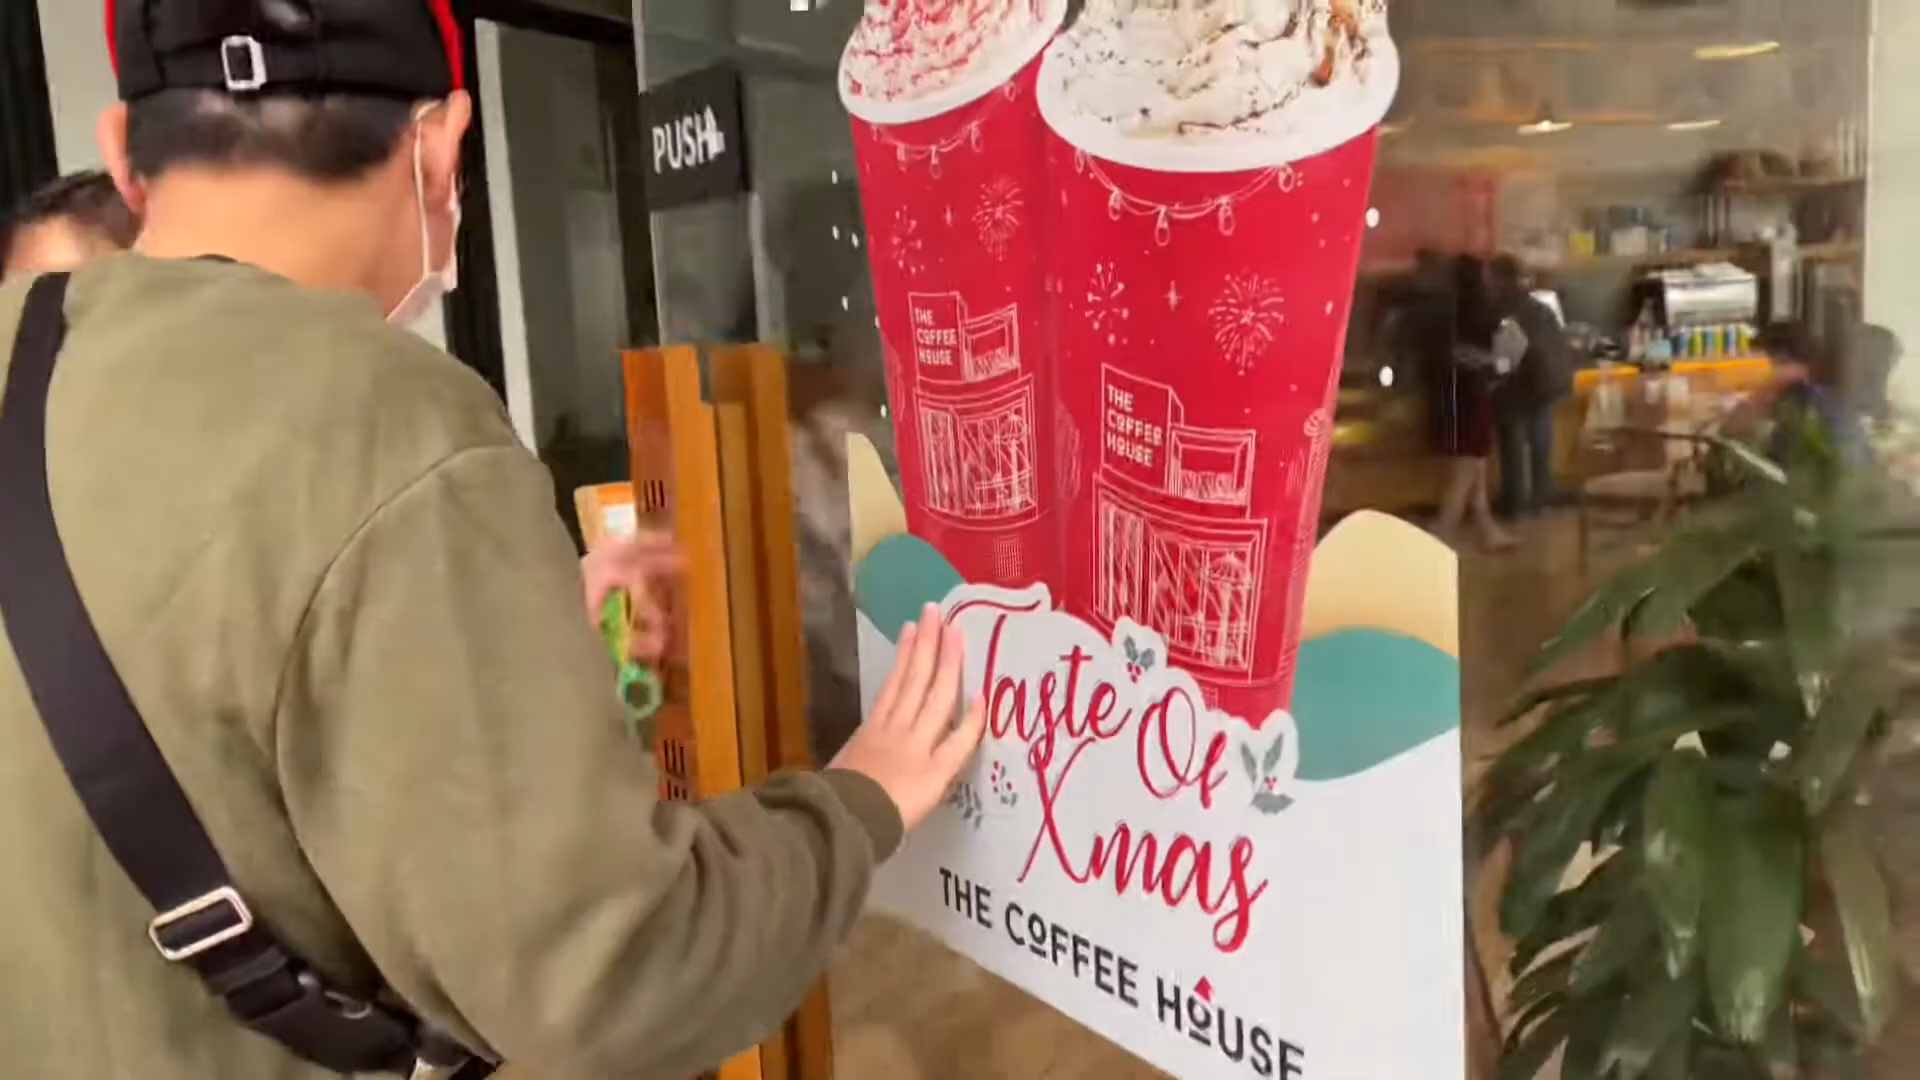 PUSH
THE
COFFEE
HOUSE
THE
COFFEE
HOUSE
Taste Of
Xmas
THE COFFEE HOUSE